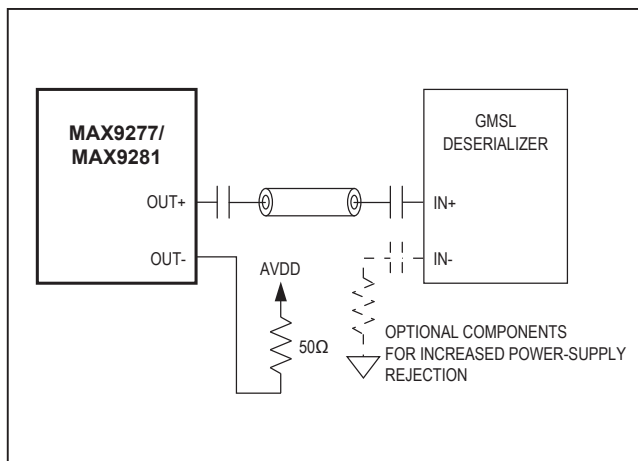 MAX9277/
MAX9281
OUT+
OUT-
GMSL
DESERIALIZER
IN+
IN-
AVDD
50Ω
OPTIONAL COMPONENTS
FOR INCREASED POWER-SUPPLY
REJECTION